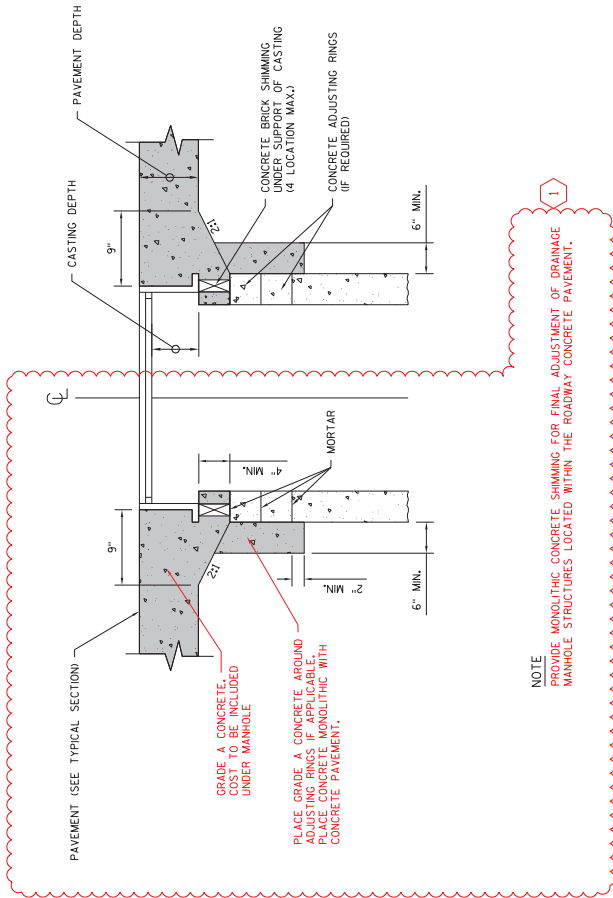 PAVEMENT (SEE TYPICAL SECTION)
9"
2:1
GRADE A CONCRETE.
COST TO BE INCLUDED
UNDER MANHOLE
PLACE GRADE A CONCRETE AROUND
ADJUSTING RINGS IF APPLICABLE.
PLACE CONCRETE MONOLITHIC WITH
CONCRETE PAVEMENT.
4" MIN.
MORTAR
2" MIN.
6" MIN.
CL
CASTING DEPTH
9"
PAVEMENT DEPTH
2:1
CONCRETE BRICK SHIMMING
UNDER SUPPORT OF CASTING
(4 LOCATION MAX.)
CONCRETE ADJUSTING RINGS
(IF REQUIRED)
6" MIN.
NOTE
PROVIDE MONOLITHIC CONCRETE SHIMMING FOR FINAL ADJUSTMENT OF DRAINAGE
MANHOLE STRUCTURES LOCATED WITHIN THE ROADWAY CONCRETE PAVEMENT.
1